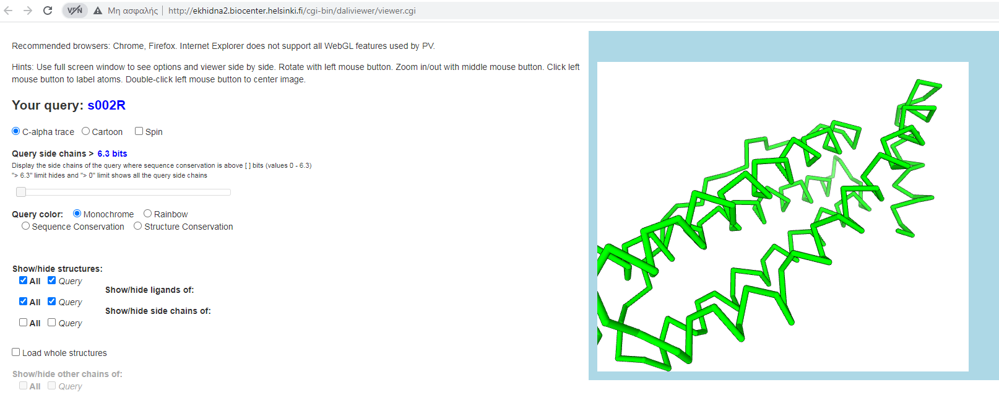 VPN Μη ασφαλής http://ekhidna2.biocenter.helsinki.fi/cgi-bin/daliviewer/viewer.cgi
Recommended browsers: Chrome, Firefox. Internet Explorer does not support all WebGL features used by PV.
Hints: Use full screen window to see options and viewer side by side. Rotate with left mouse button. Zoom in/out with middle mouse button. Click left
mouse button to label atoms. Double-click left mouse button to center image.
Your query: s002R
C-alpha trace Cartoon Spin
Query side chains > 6.3 bits
Display the side chains of the query where sequence conservation is above [ ] bits (values 0 - 6.3)
"> 6.3" limit hides and "> 0" limit shows all the query side chains
Query color: Monochrome Rainbow
Sequence Conservation Structure Conservation
Show/hide structures:
All Query
Show/hide ligands of:
All Query
Show/hide side chains of:
All Query
Load whole structures
Show/hide other chains of:
All Query